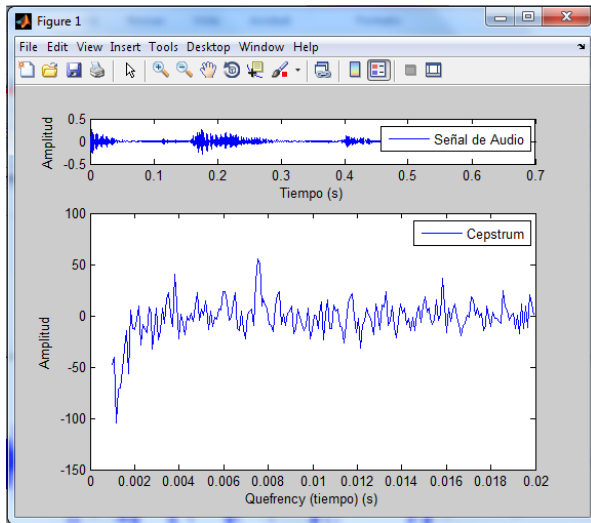 Figure 1
File Edit View Insert Tools Desktop Window Help
0.5
0
-0.5
Amplitud
Señal de Audio
0 0.1 0.2 0.3 0.4 0.5 0.6 0.7
Tiempo (s)
100
50
0
-50
-100
-150
Amplitud
Cepstrum
0 0.002 0.004 0.006 0.008 0.01 0.012 0.014 0.016 0.018 0.02
Quefrency (tiempo) (s)